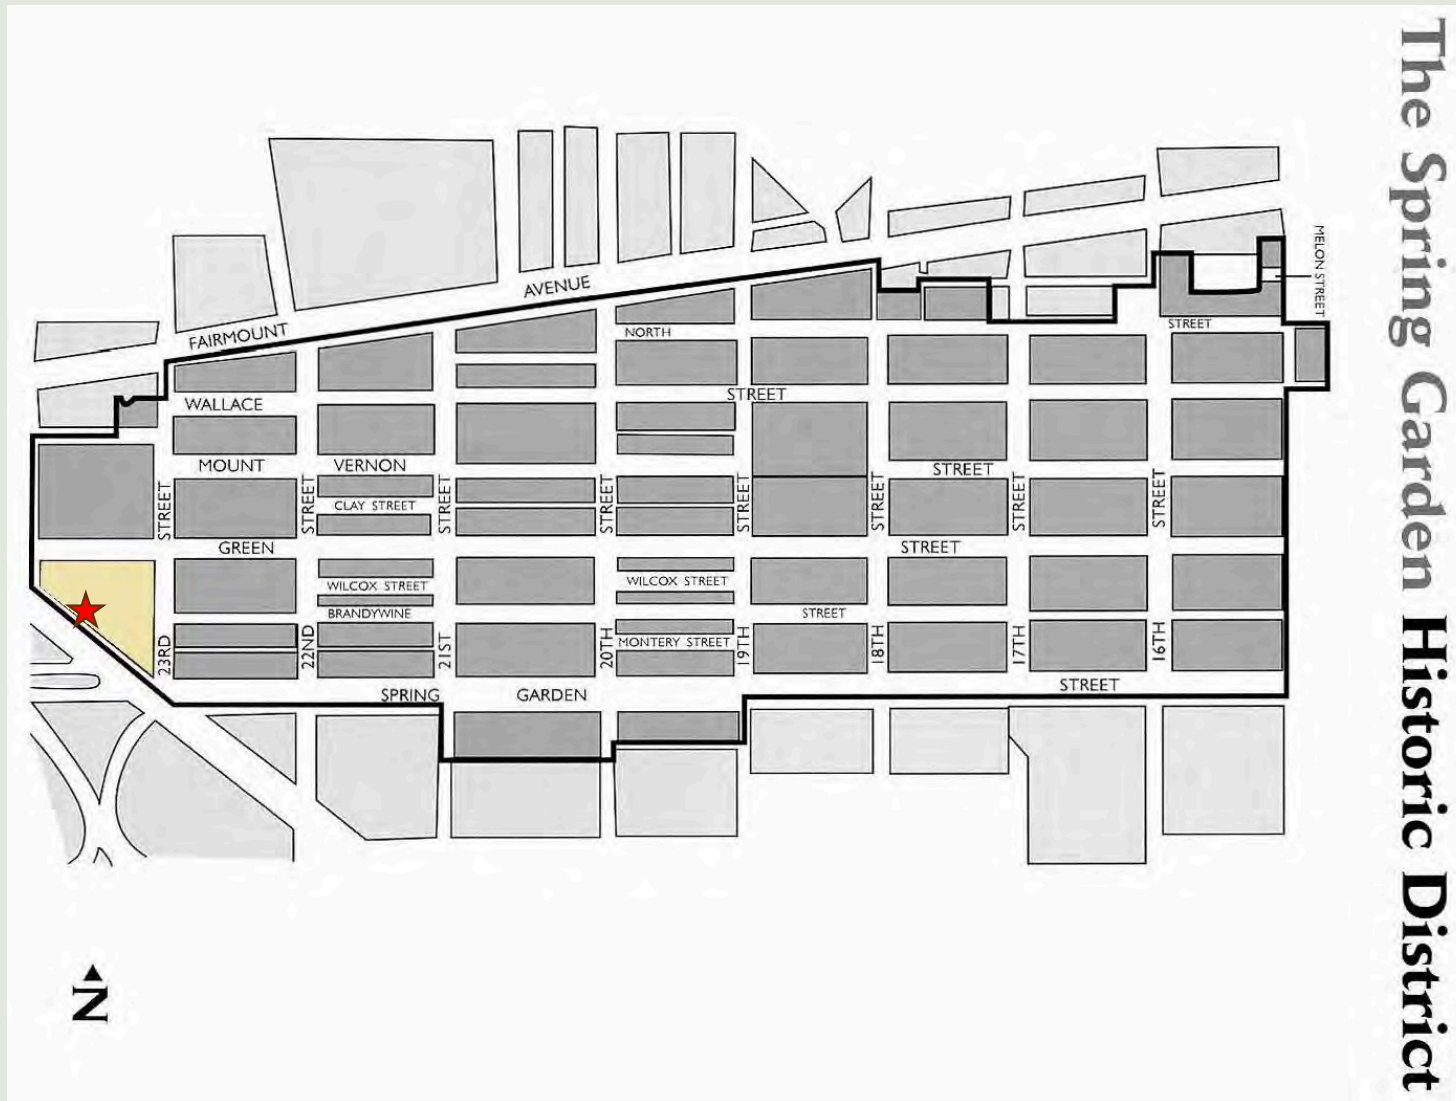 The Spring Garden Historic District
MELON STREET
AVENUE
FAIRMOUNT
NORTH
STREET
WALLACE
STREET
MOUNT VERNON
STREET
CLAY STREET
STREET
STREET
STREET
STREET
STREET
STREET
STREET
STREET
GREEN
STREET
WILCOX STREET
WILCOX STREET
BRANDYWINE
STREET
MONTERY STREET
23RD
22ND
21ST
20TH
19TH
18TH
17TH
16TH
SPRING GARDEN
STREET
N